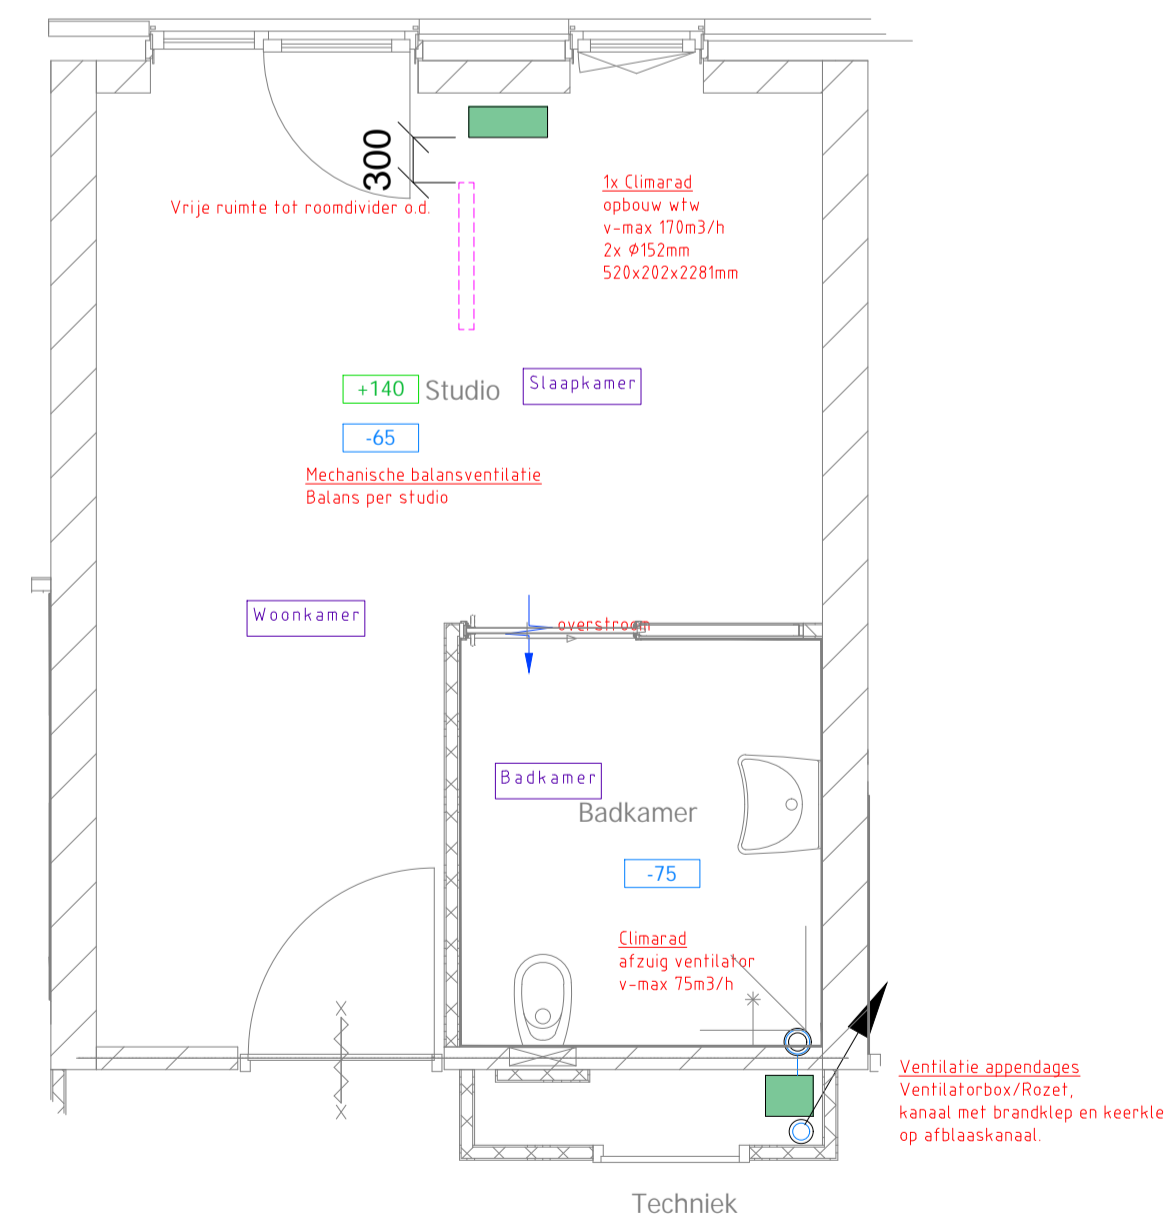 300
Vrije ruimte tot roomdivider o.d.
1x Climarad
opbouw wtw
v-max 170m3/h
2x Ø152mm
520x202x2281mm
+140
Studio
Slaapkamer
-65
Mechanische balansventilatie
Balans per studio
Woonkamer
overstroom
Badkamer
Badkamer
-75
Climarad
afzuig ventilator
v-max 75m3/h
X
X
Ventilatie appendages
Ventilatorbox/Rozet,
kanaal met brandklep en keerkle
op afblaaskanaal.
Techniek